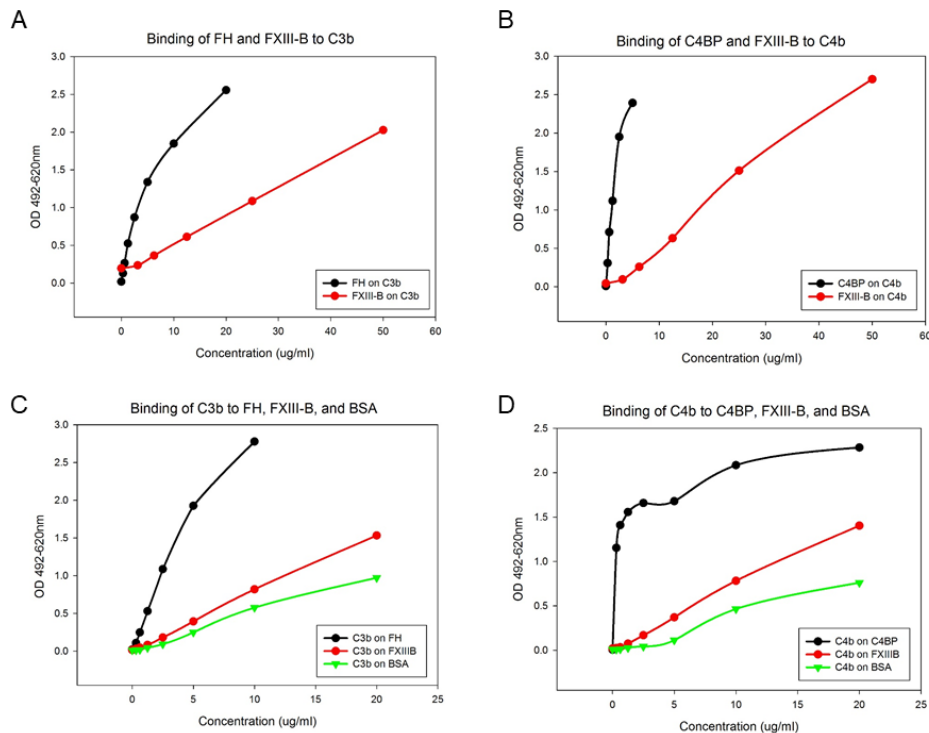 A
Binding of FH and FXIII-B to C3b
OD 492-620nm
3.0
2.5
2.0
1.5
1.0
0.5
0.0
FH on C3b
FXIII-B on C3b
0 10 20 30 40 50 60
Concentration (ug/ml)
B
Binding of C4BP and FXIII-B to C4b
OD 492-620nm
3.0
2.5
2.0
1.5
1.0
0.5
0.0
C4BP on C4b
FXIII-B on C4b
0 10 20 30 40 50 60
Concentration (ug/ml)
C
Binding of C3b to FH, FXIII-B, and BSA
OD 492-620nm
3.0
2.5
2.0
1.5
1.0
0.5
0.0
C3b on FH
C3b on FXIIIB
C3b on BSA
0 5 10 15 20 25
Concentration (ug/ml)
D
Binding of C4b to C4BP, FXIII-B, and BSA
OD 492-620nm
2.5
2.0
1.5
1.0
0.5
0.0
C4b on C4BP
C4b on FXIIIB
C4b on BSA
0 5 10 15 20 25
Concentration (ug/ml)